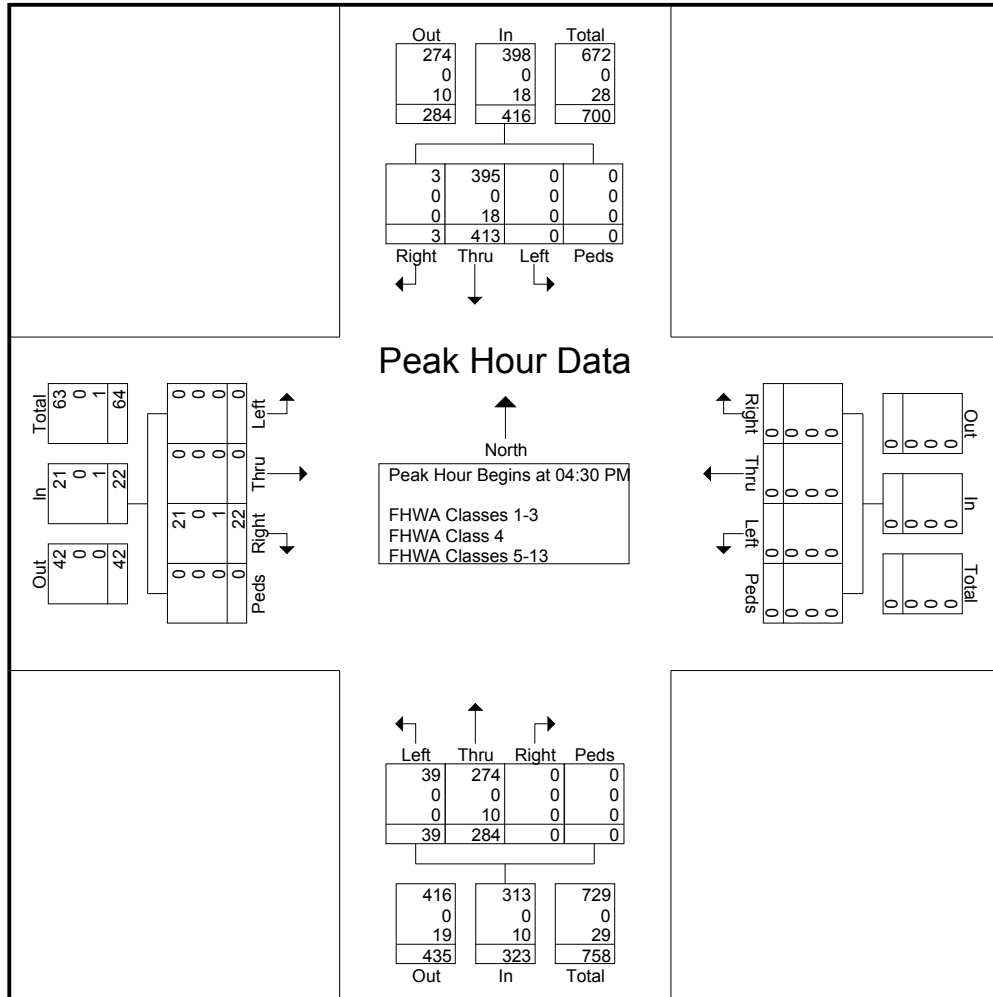 Out In Total
274 398 672
0 0 0
10 18 28
284 416 700
3 395 0 0
0 0 0 0
0 18 0 0
3 413 0 0
Right Thru Left Peds
Peak Hour Data
North
Peak Hour Begins at 04:30 PM
FHWA Classes 1-3
FHWA Class 4
FHWA Classes 5-13
Total
63 0 1 64
In
21 0 1 22
Out
42 0 0 42
0 0 0 0
Left
0 0 0 0
Thru
21 0 1 22
Right
0 0 0 0
Peds
Right
0 0 0 0
Thru
0 0 0 0
Left
0 0 0 0
Peds
0 0 0 0
Out
0 0 0 0
In
0 0 0 0
Total
0 0 0 0
Left Thru Right Peds
39 274 0 0
0 0 0 0
0 10 0 0
39 284 0 0
416 313 729
0 0 0
19 10 29
435 323 758
Out In Total